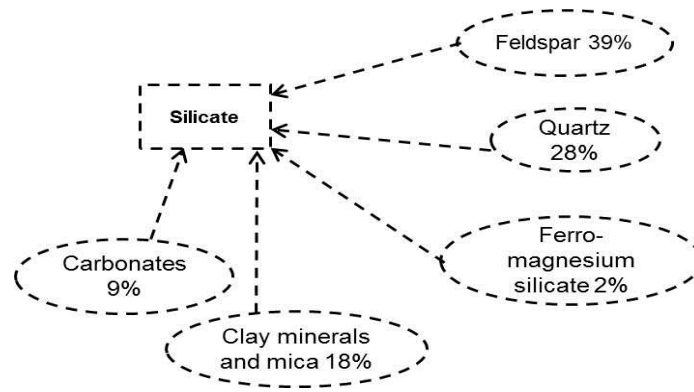 Feldspar 39%
Silicate
Quartz
28%
Ferro-
magnesium
silicate 2%
Carbonates
9%
Clay minerals
and mica 18%